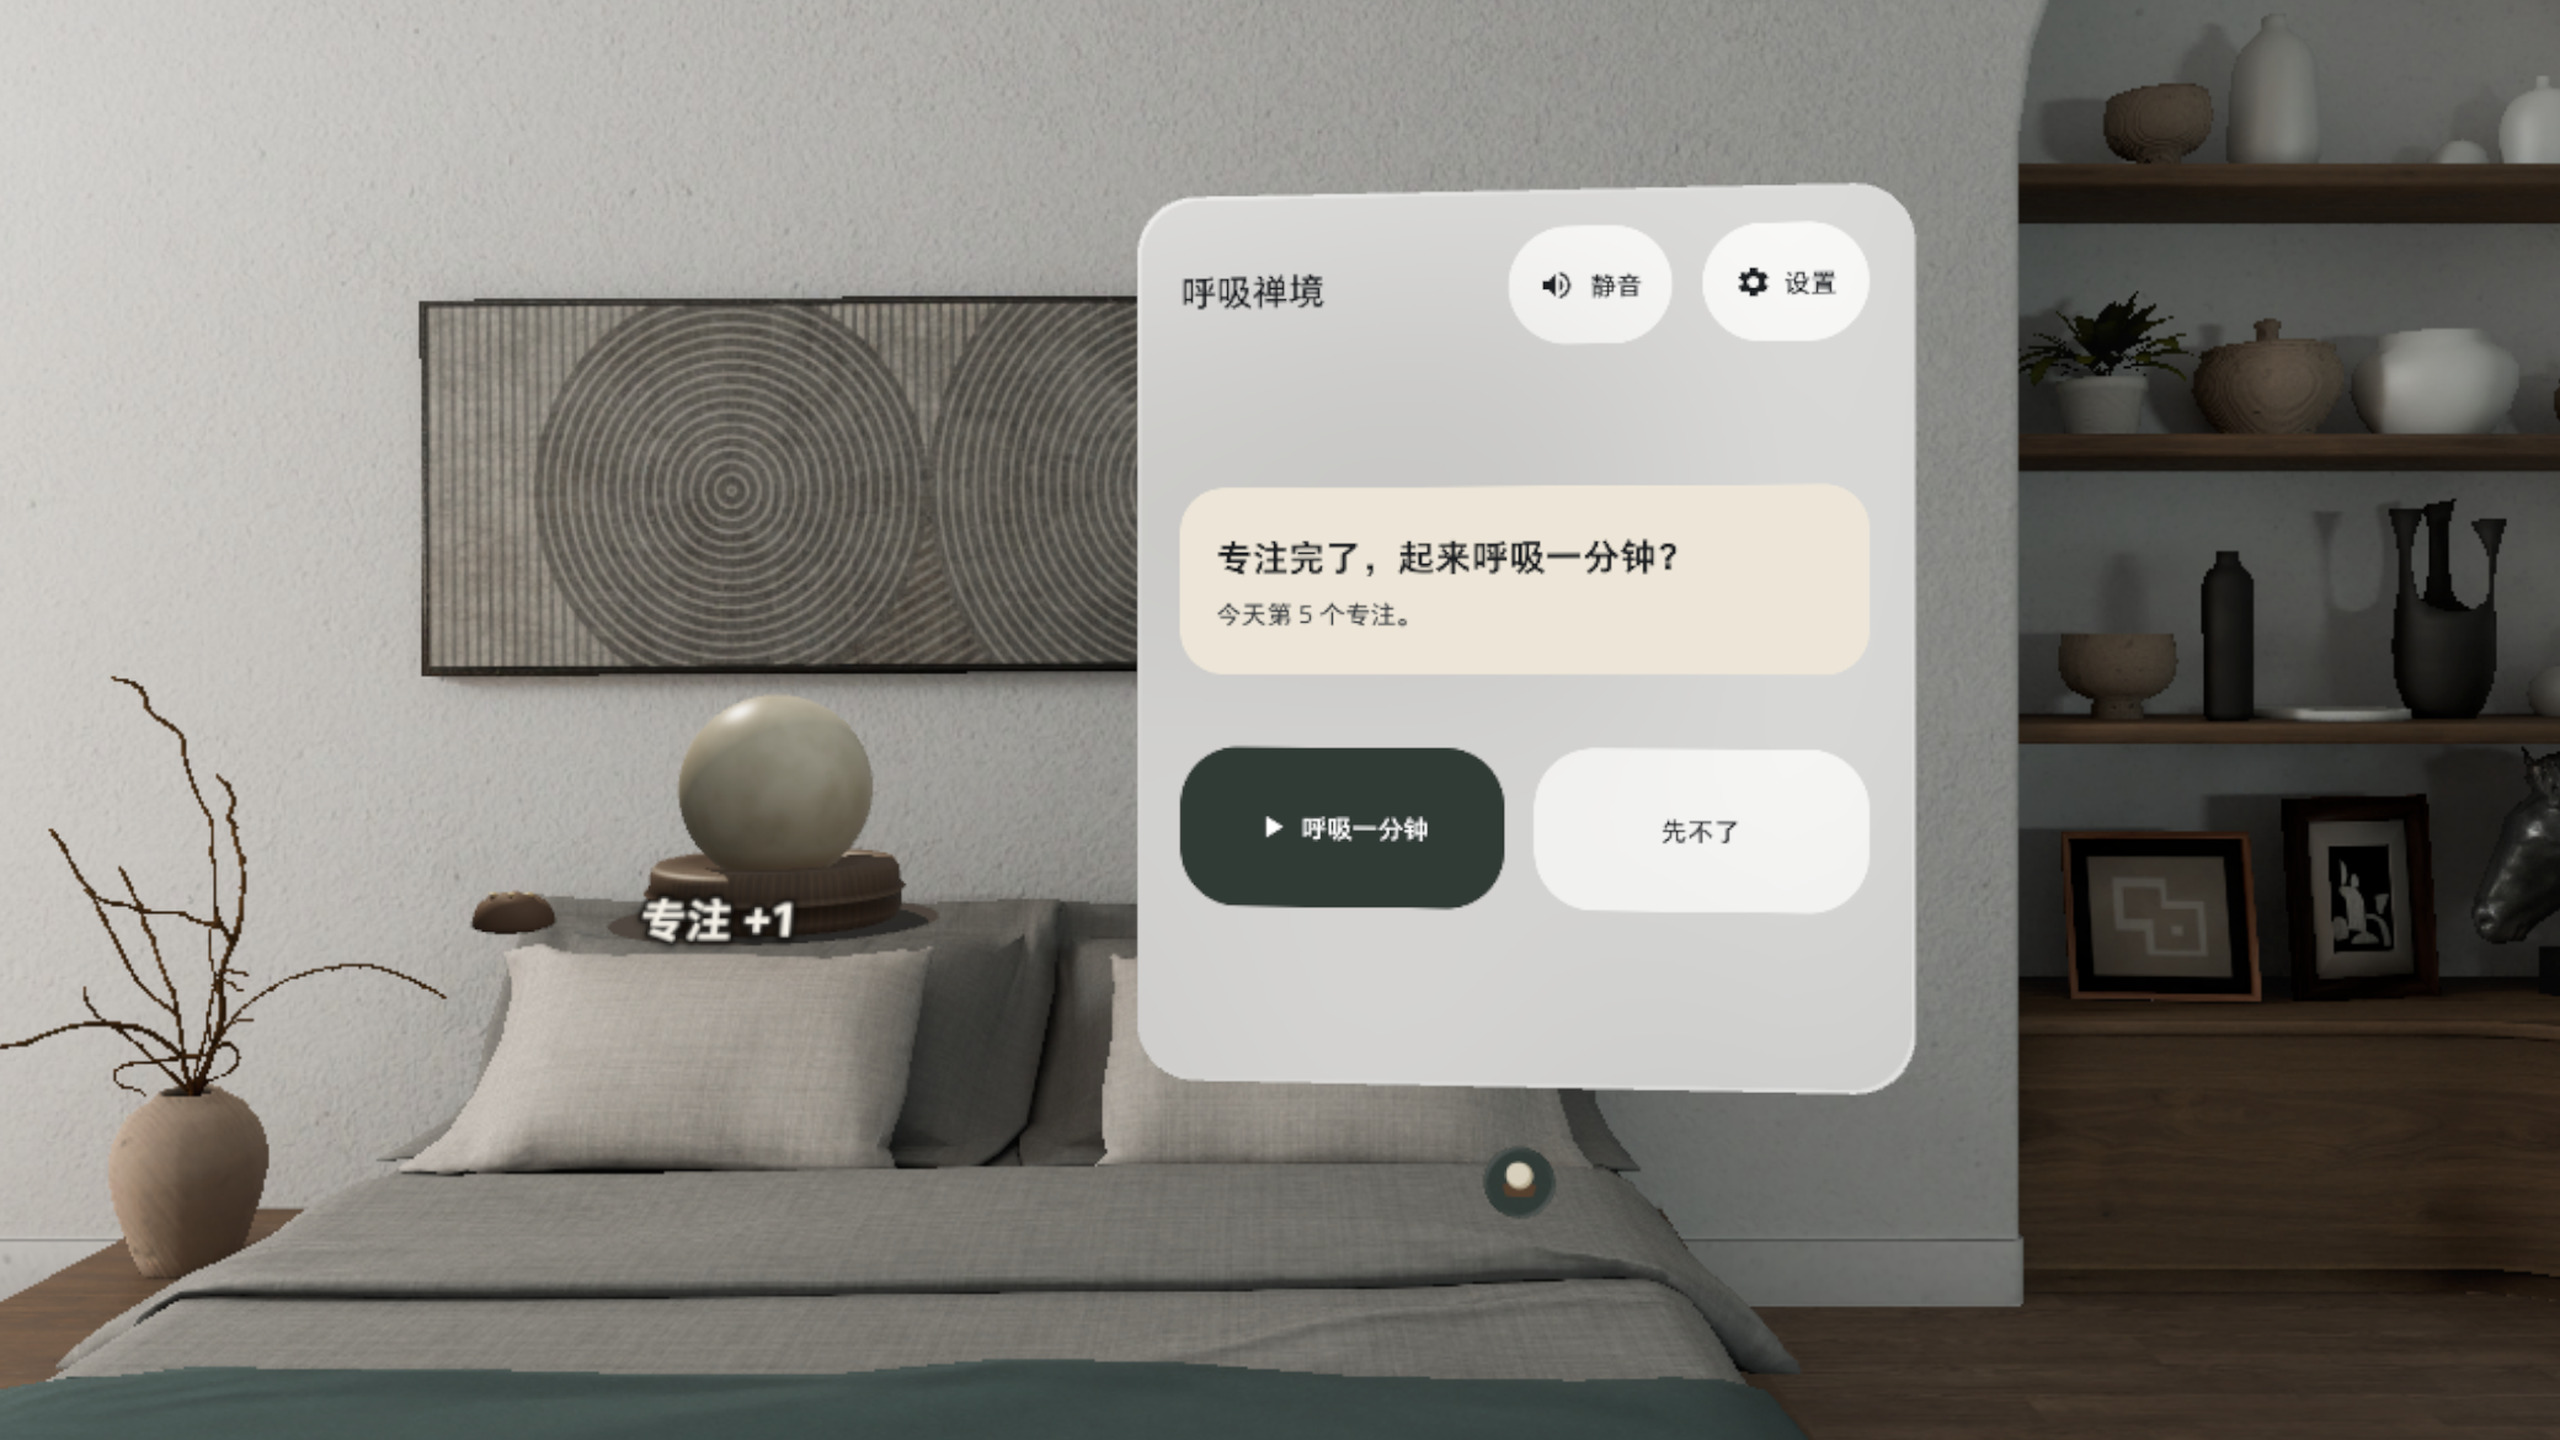 呼吸禅境
静音
设置
专注完了，起来呼吸一分钟？
今天第 5 个专注。
呼吸一分钟
先不了
专注 +1